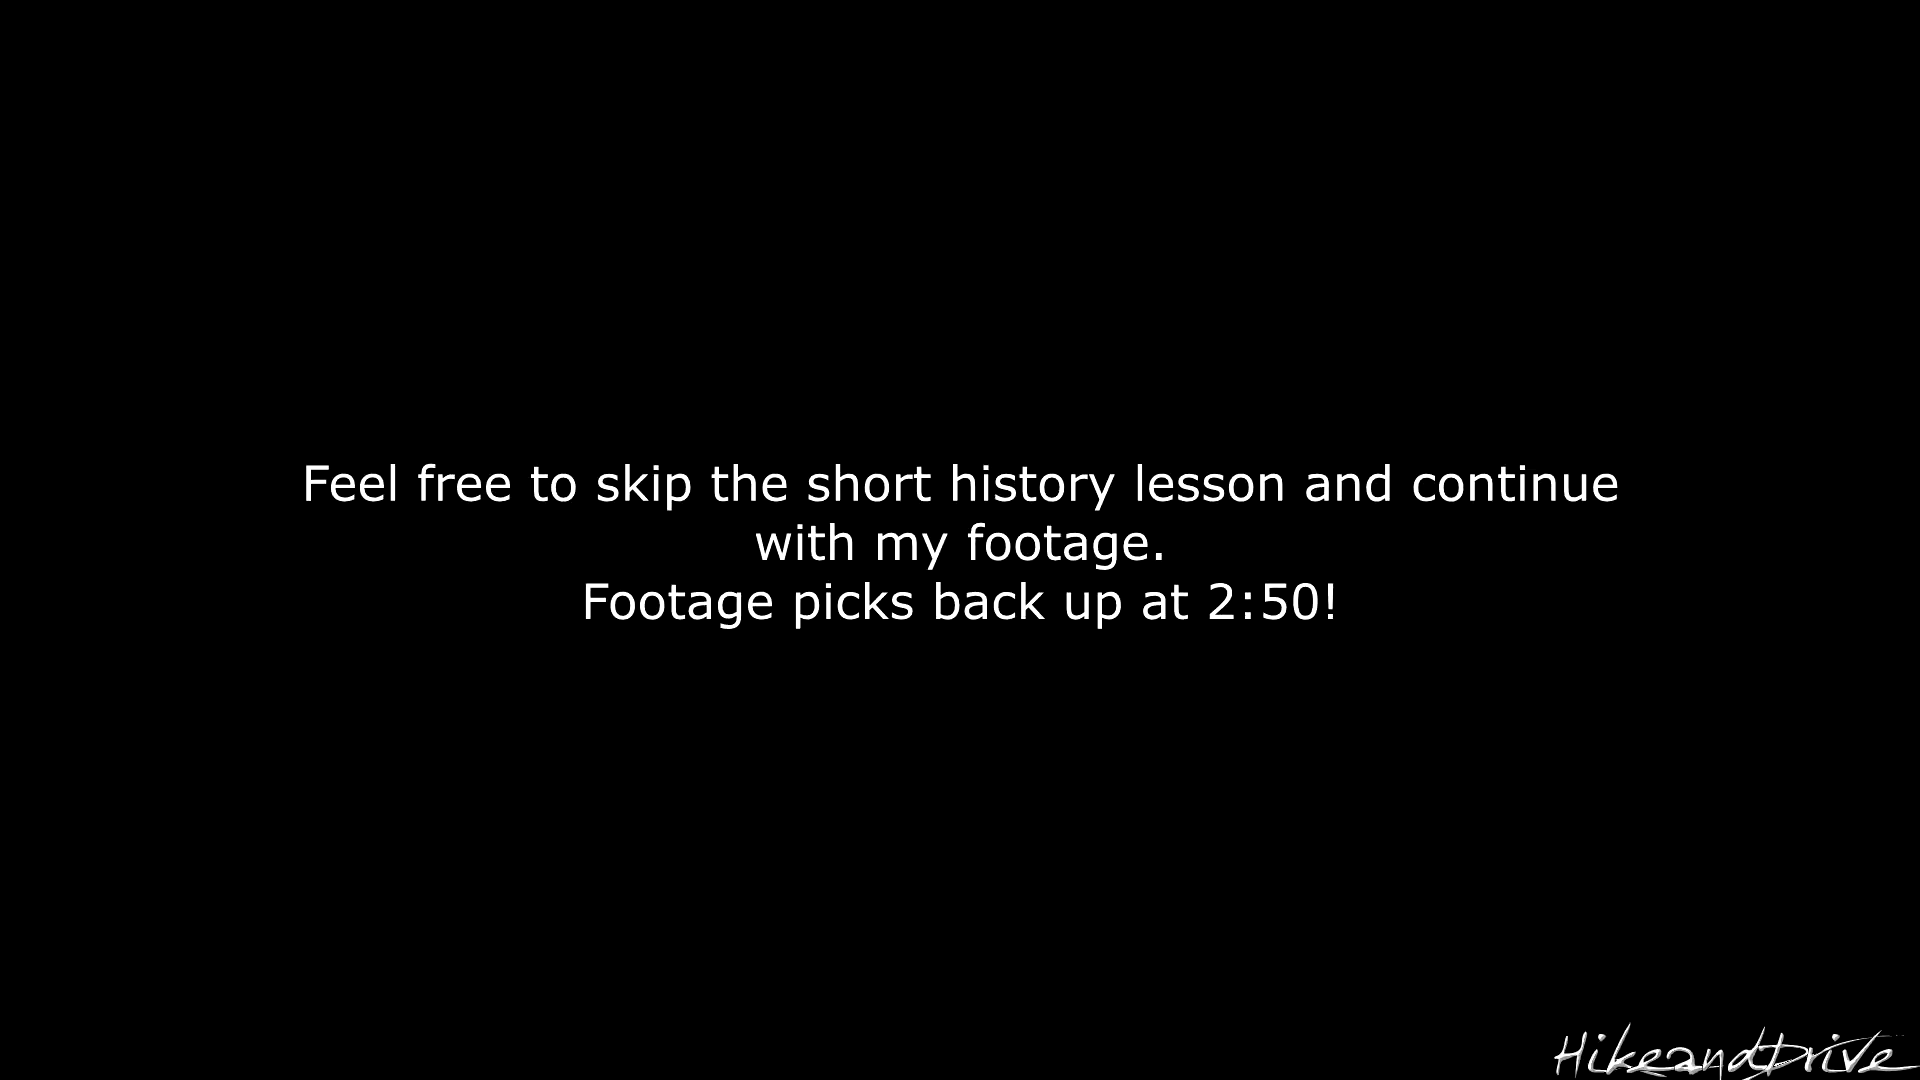 Feel free to skip the short history lesson and continue
with my footage.
Footage picks back up at 2:50!
HikeandDrive